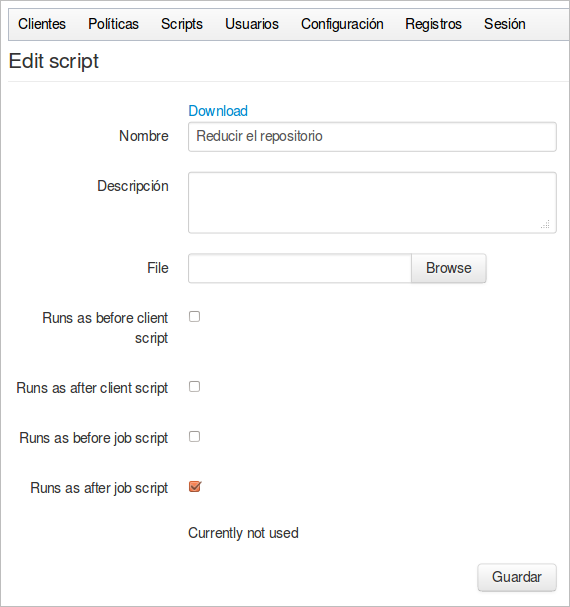 Clientes Políticas Scripts Usuarios Configuración Registros Sesión
Edit script
Download
Nombre Reducir el repositorio
Descripción
File Browse
Runs as before client
script
Runs as after client script
Runs as before job script
Runs as after job script
Currently not used
Guardar